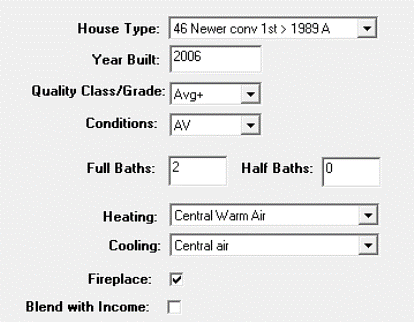 House Type: 46 Newer conv 1st > 1989 A
Year Built: 2006
Quality Class/Grade: Avg+
Conditions: AV
Full Baths: 2 Half Baths: 0
Heating: Central Warm Air
Cooling: Central air
Fireplace:
Blend with Income: